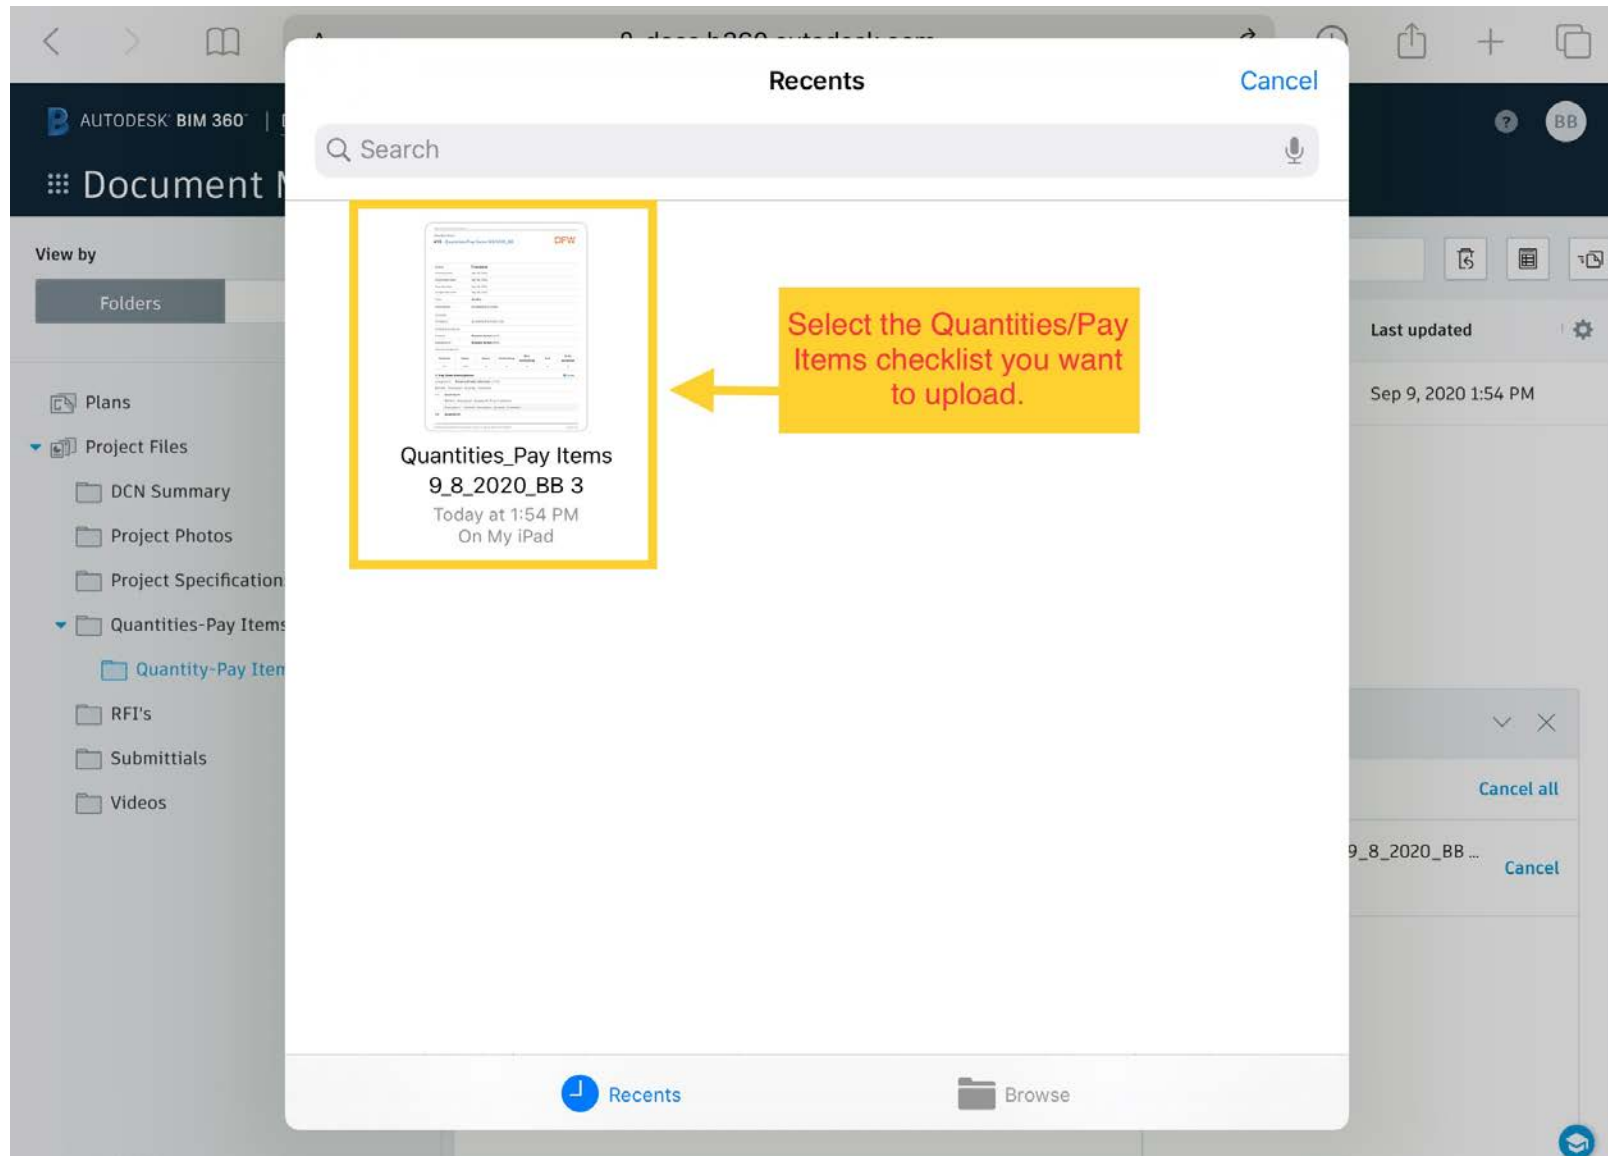 Recents
Cancel
AUTODESK BIM 360
BB
Search
Document
View by
Folders
DFW
Select the Quantities/Pay
Items checklist you want
to upload.
Last updated
Plans
Sep 9, 2020 1:54 PM
Project Files
Quantities_Pay Items
9_8_2020_BB 3
Today at 1:54 PM
On My iPad
DCN Summary
Project Photos
Project Specification
Quantities-Pay Items
Quantity-Pay Item
RFI's
Submittials
Videos
Cancel all
9_8_2020_BB ...
Cancel
Recents
Browse